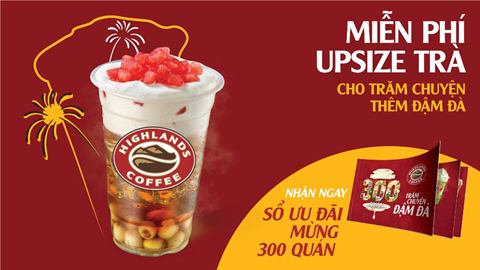 MIỄN PHÍ
UPSIZE TRÀ
CHO TRĂM CHUYỆN
THÊM ĐẬM ĐÀ
HIGHLANDS
COFFEE
NHẬN NGAY
SỔ ƯU ĐÃI
MỪNG
300 QUÁN
300
TRĂM
CHUYỆN
ĐẬM ĐÀ